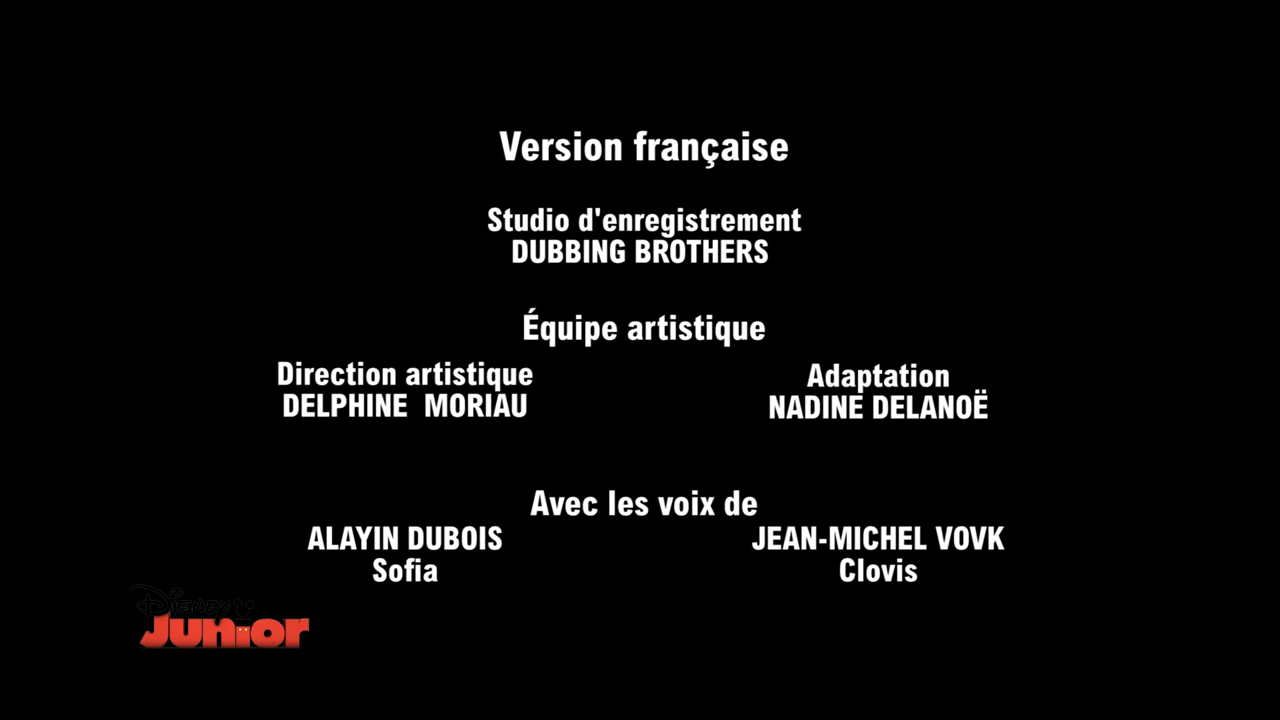 Version française
Studio d'enregistrement
DUBBING BROTHERS
Équipe artistique
Direction artistique
DELPHINE MORIAU
Adaptation
NADINE DELANOË
Avec les voix de
ALAYIN DUBOIS
Sofia
JEAN-MICHEL VOVK
Clovis
Disney
Junior